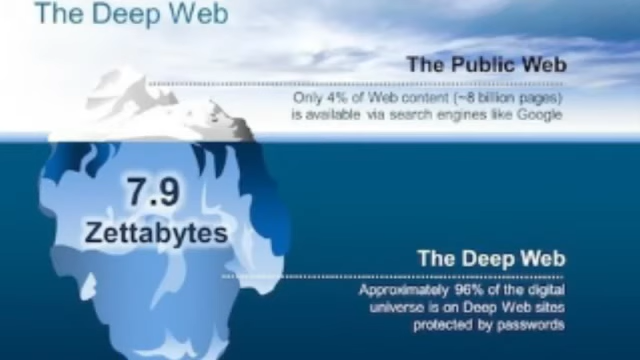 The Deep Web
The Public Web
Only 4% of Web content (~8 billion pages)
is available via search engines like Google
7.9
Zettabytes
The Deep Web
Approximately 96% of the digital
universe is on Deep Web sites
protected by passwords